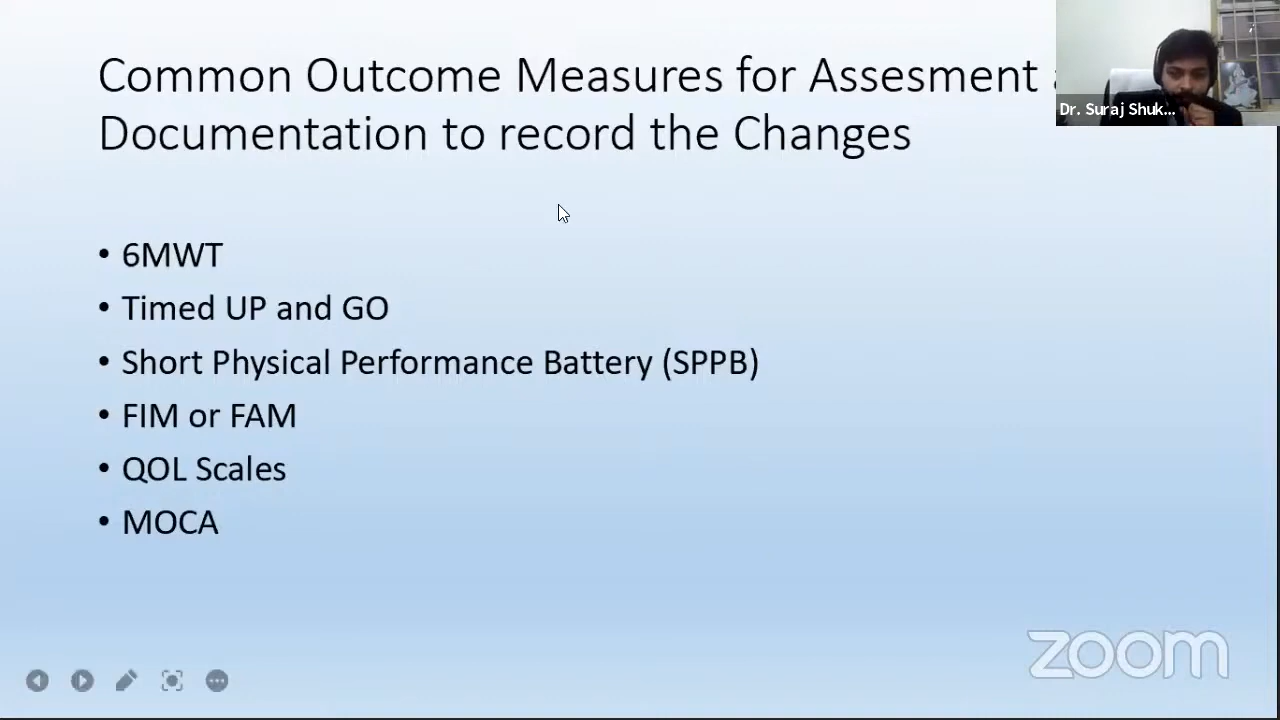 Common Outcome Measures for Assesment
Documentation to record the Changes
Dr. Suraj Shuk...
• 6MWT
• Timed UP and GO
• Short Physical Performance Battery (SPPB)
• FIM or FAM
• QOL Scales
• MOCA
zoom